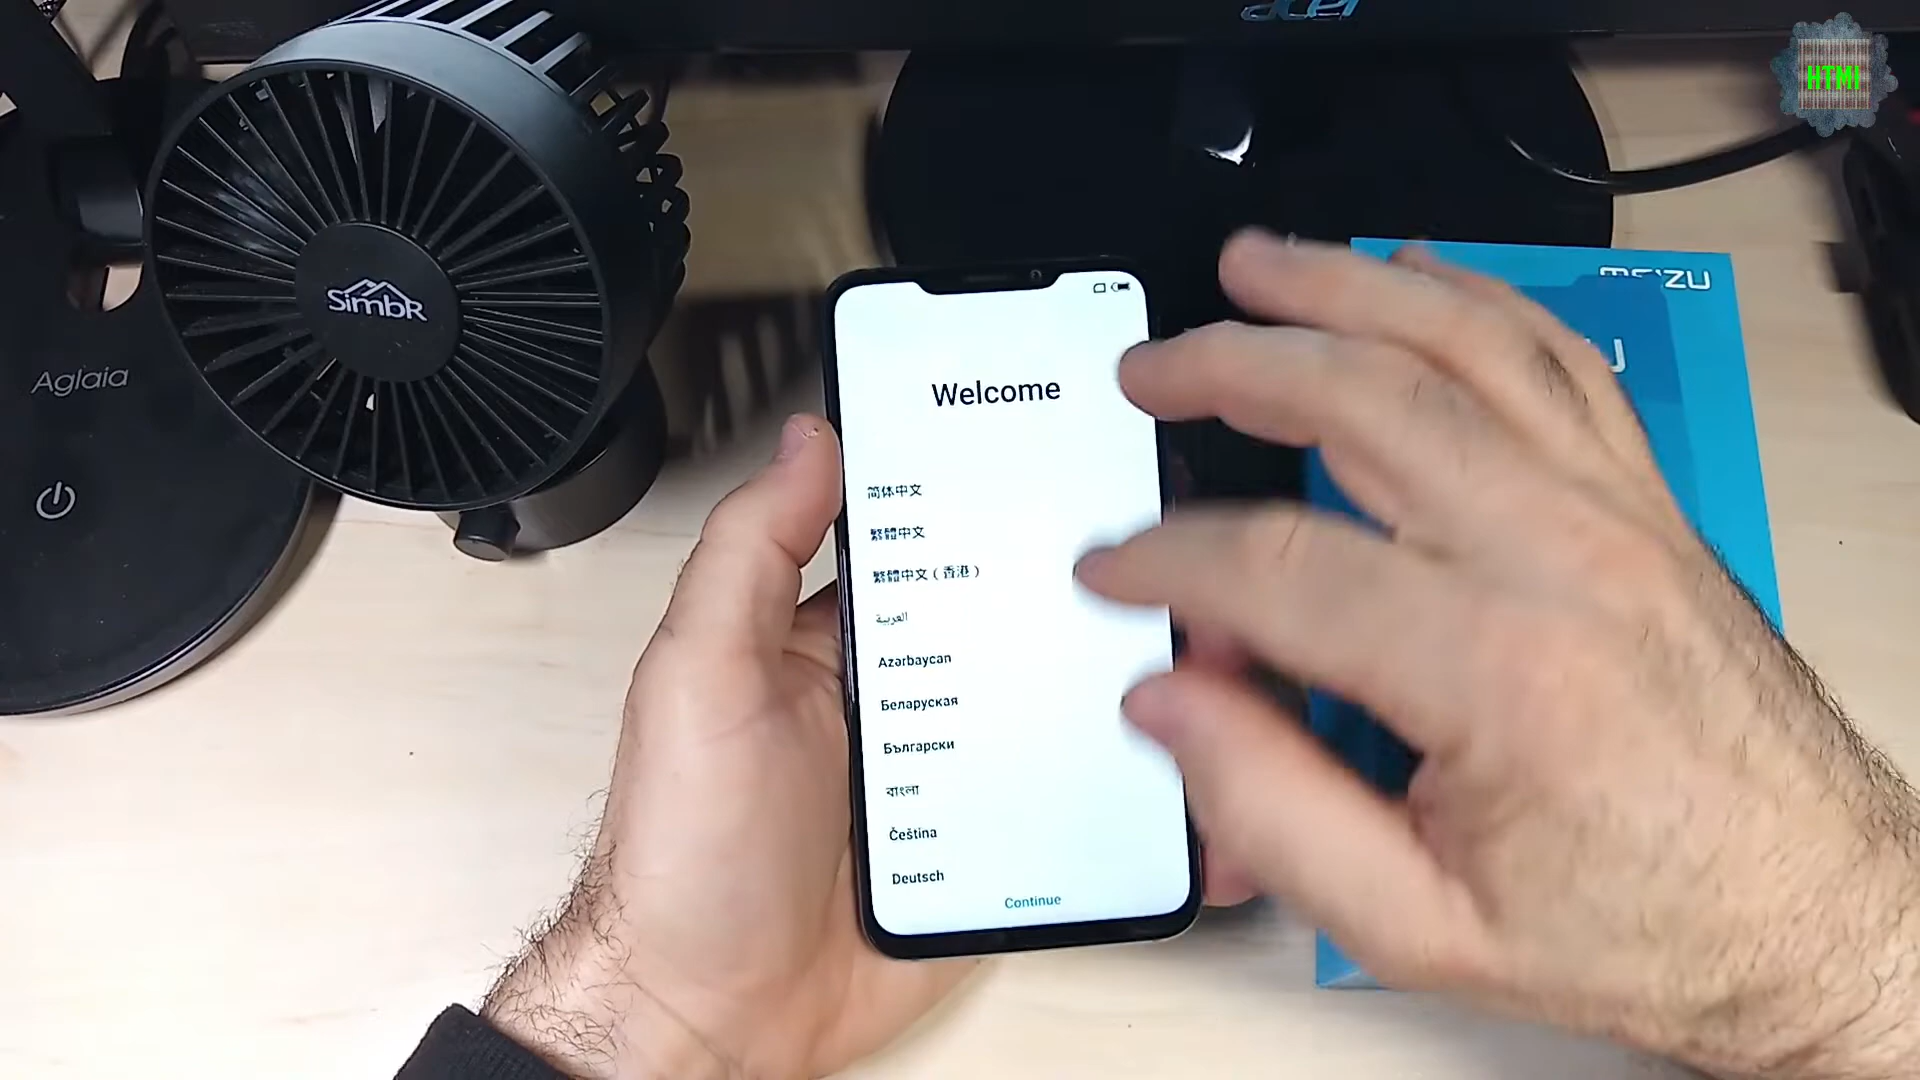 acer
HTMI
SimbR
Aglaia
MEIZU
Welcome
简体中文
繁體中文
繁體中文（香港）
العربية
Azərbaycan
Беларуская
Български
বাংলা
Čeština
Deutsch
Continue